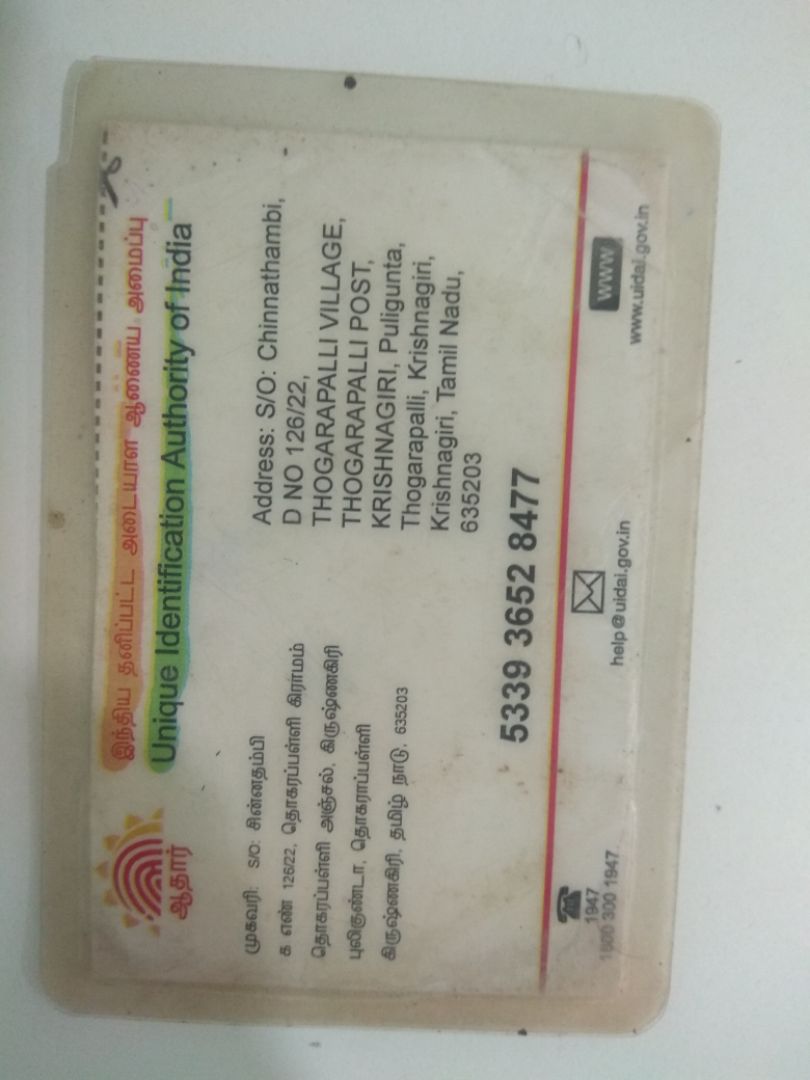 இந்திய தனிப்பட்ட அடையாள ஆணைய அமைப்பு
Unique Identification Authority of India
ஆதார்
முகவரி: S/O: சின்னதம்பி
க எண் 126/22, தொகரப்பள்ளி கிராமம்
தொகரப்பள்ளி அஞ்சல், கிருஷ்ணகிரி
புலிகுண்டா, தொகராப்பள்ளி
கிருஷ்ணகிரி, தமிழ் நாடு, 635203
Address: S/O: Chinnathambi,
D NO 126/22,
THOGARAPALLI VILLAGE,
THOGARAPALLI POST,
KRISHNAGIRI, Puligunta,
Thogarapalli, Krishnagiri,
Krishnagiri, Tamil Nadu,
635203
5339 3652 8477
1947
1800 300 1947
help@uidai.gov.in
www
www.uidai.gov.in